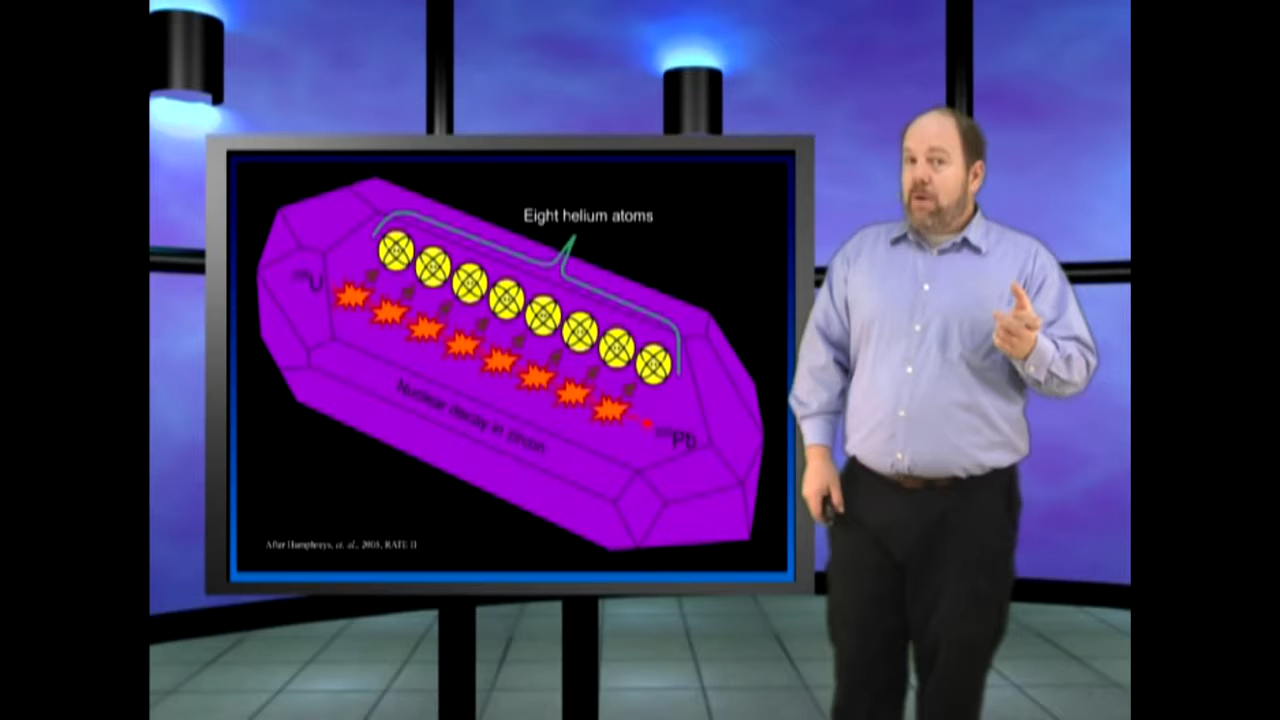 Eight helium atoms
U
Nuclear decay in zircon
Pb
After Humphreys, et. al., 2005, RATE II